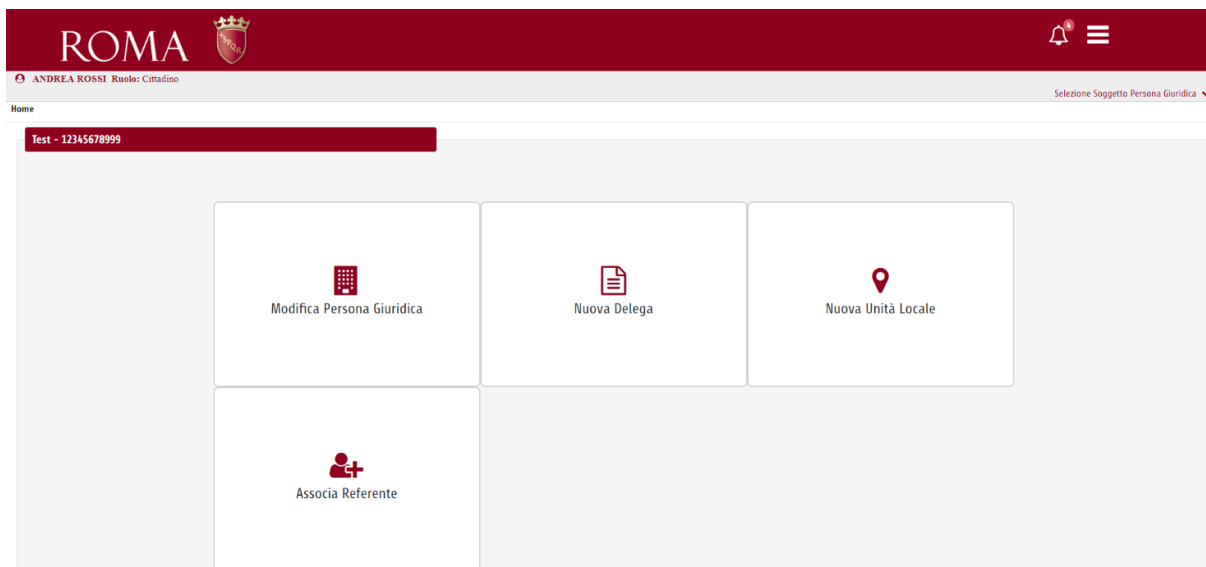 ROMA
S.P.Q.R.
4
ANDREA ROSSI Ruolo: Cittadino
Selezione Soggetto Persona Giuridica
Home
Test - 12345678999
Modifica Persona Giuridica
Nuova Delega
Nuova Unità Locale
Associa Referente